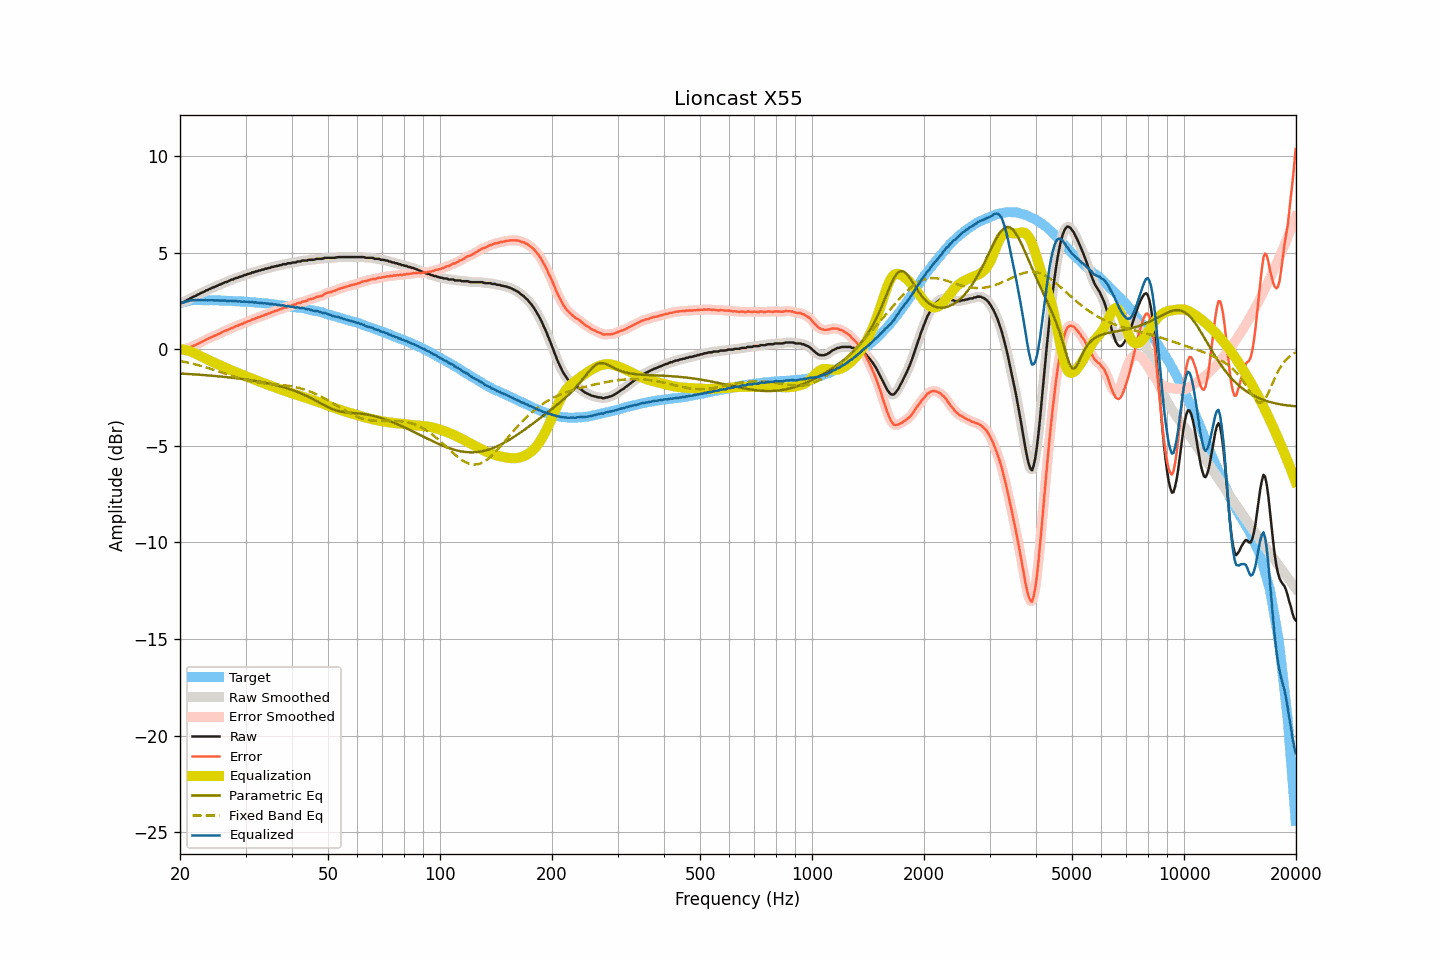 Lioncast X55
10
5
0
−5
−10
−15
−20
−25
Amplitude (dBr)
Target
Raw Smoothed
Error Smoothed
Raw
Error
Equalization
Parametric Eq
Fixed Band Eq
Equalized
20 50 100 200 500 1000 2000 5000 10000 20000
Frequency (Hz)